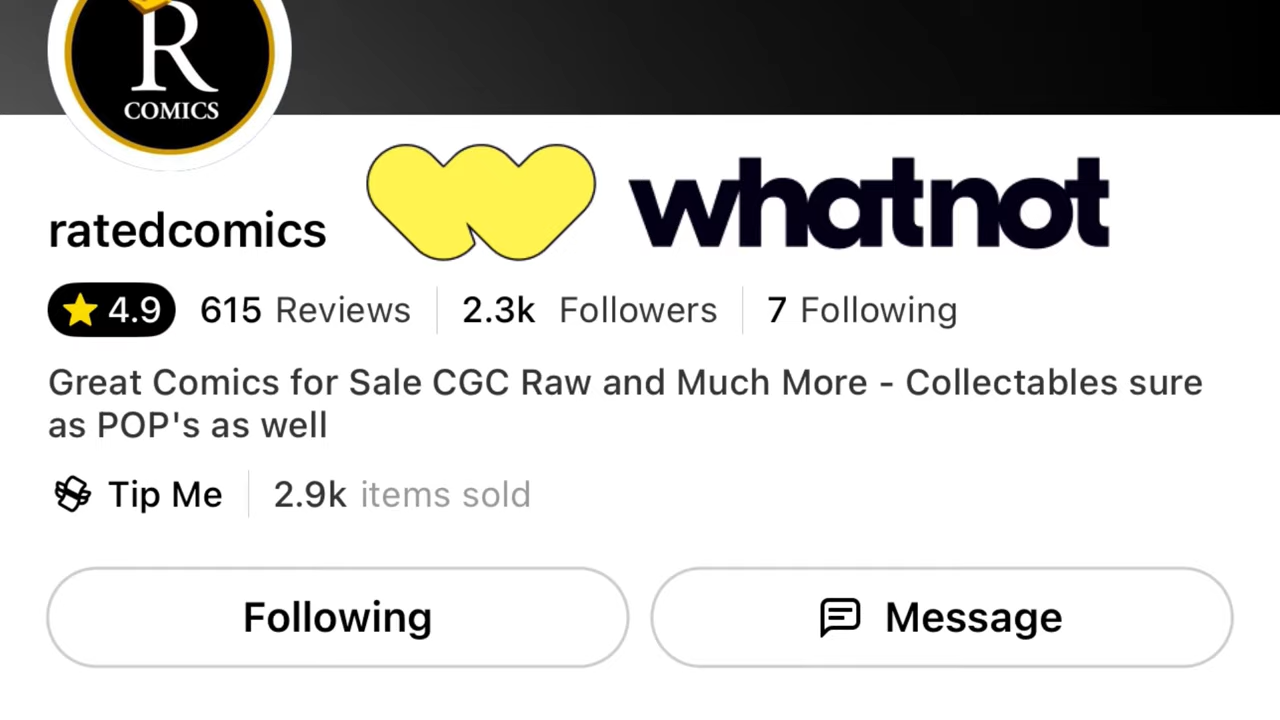 R
COMICS
whatnot
ratedcomics
4.9 615 Reviews 2.3k Followers 7 Following
Great Comics for Sale CGC Raw and Much More - Collectables sure
as POP's as well
Tip Me 2.9k items sold
Following Message